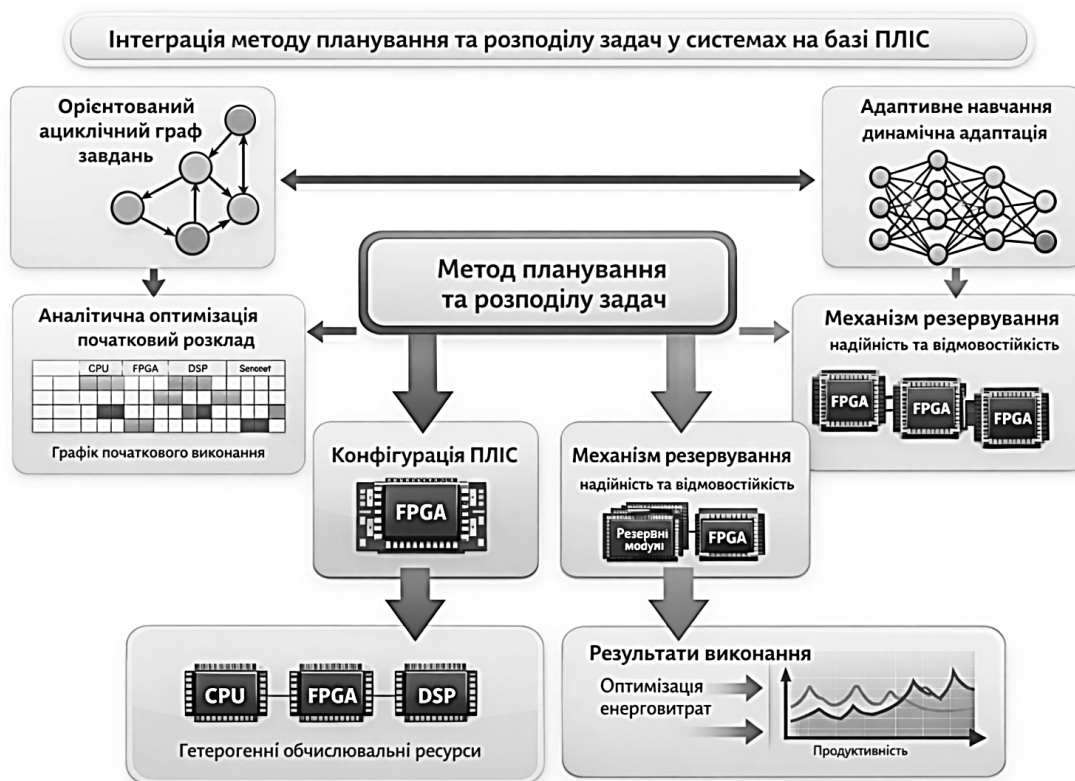 Інтеграція методу планування та розподілу задач у системах на базі ПЛІС
Орієнтований
ациклічний граф
завдань
Адаптивне навчання
динамічна адаптація
Метод планування
та розподілу задач
Аналітична оптимізація
початковий розклад
CPU FPGA DSP Senceet
Графік початкового виконання
Механізм резервування
надійність та відмовостійкість
FPGA
FPGA
FPGA
Конфігурація ПЛІС
FPGA
Механізм резервування
надійність та відмовостійкість
Резервні
модулі
FPGA
CPU
FPGA
DSP
Гетерогенні обчислювальні ресурси
Результати виконання
Оптимізація
енерговитрат
Продуктивність